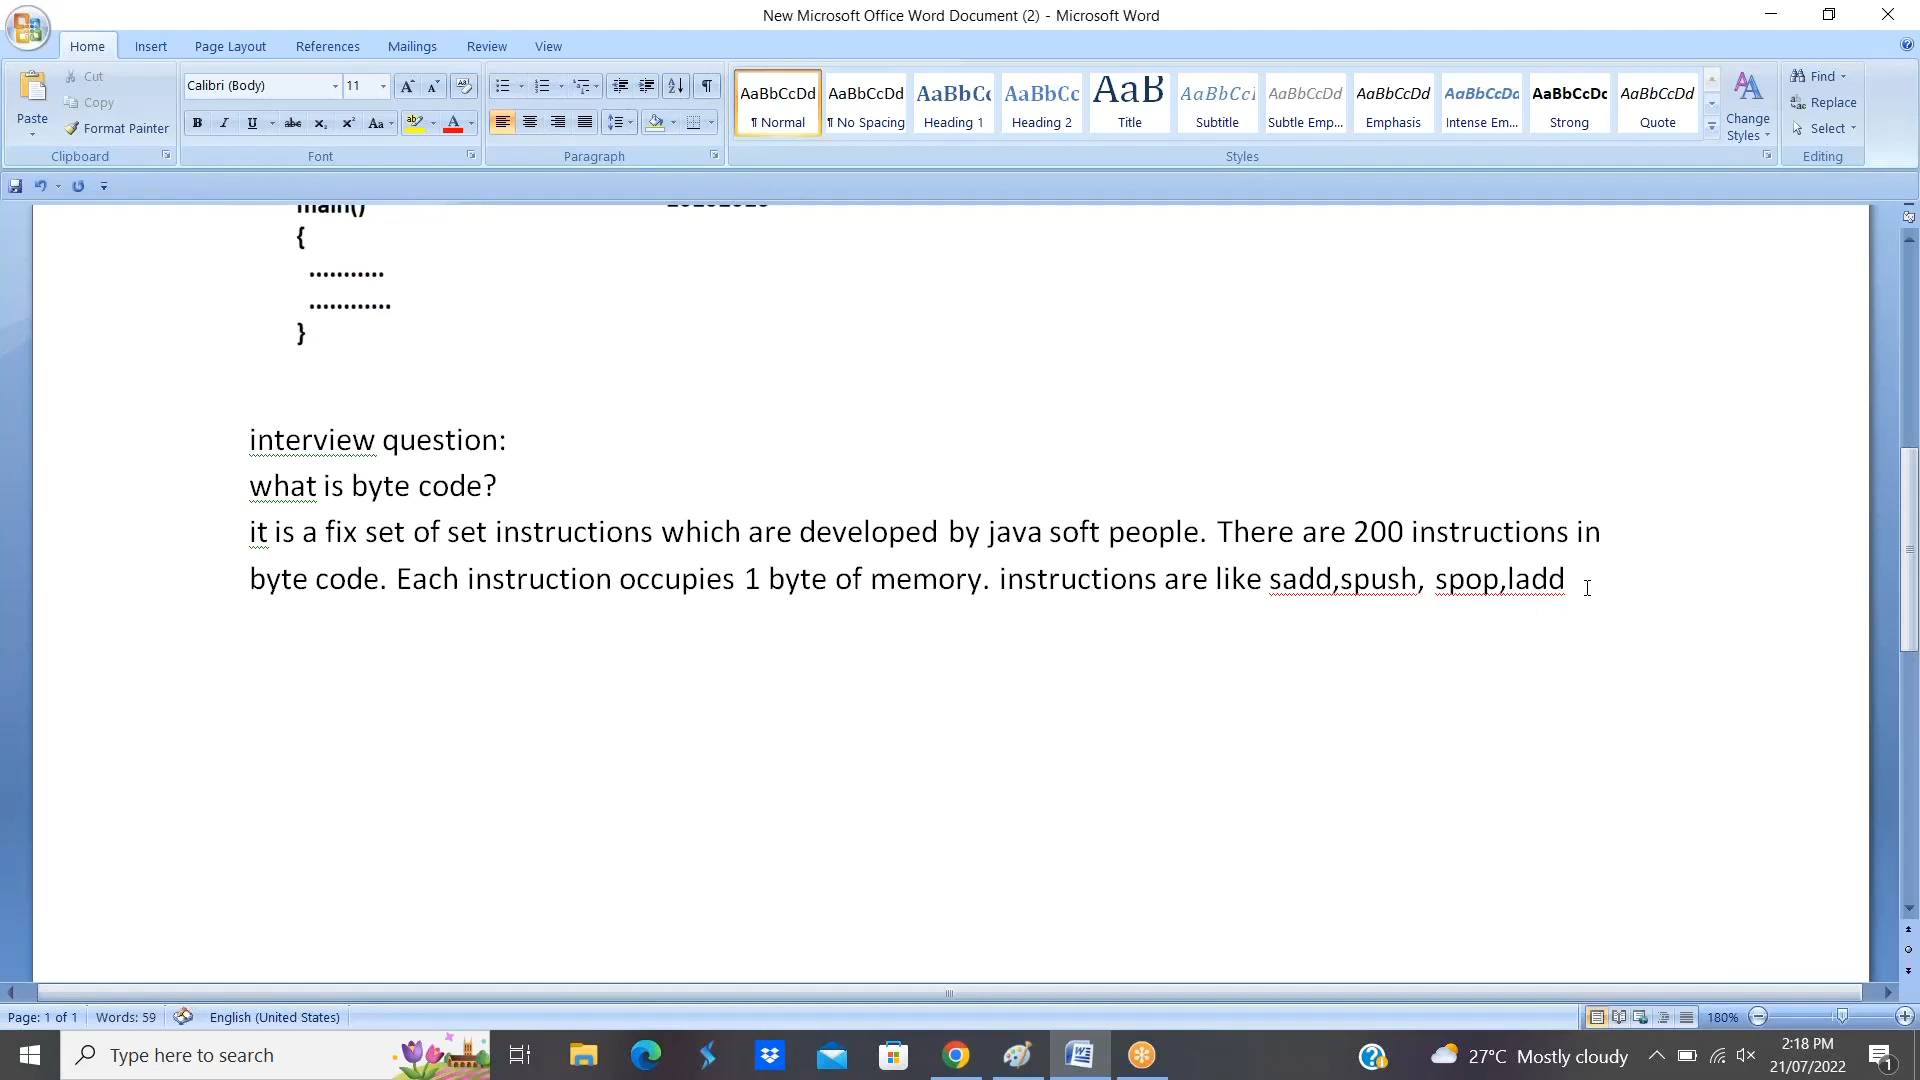 New Microsoft Office Word Document (2) - Microsoft Word
Home Insert Page Layout References Mailings Review View
Paste
Cut
Copy
Format Painter
Clipboard
Calibri (Body) 11
Font
Paragraph
AaBbCcDd AaBbCcDd AaBbCc AaBbCc AaB AaBbCcI AaBbCcDd AaBbCcDd AaBbCcDd AaBbCcDc AaBbCcDd
¶ Normal ¶ No Spacing Heading 1 Heading 2 Title Subtitle Subtle Emp... Emphasis Intense Em... Strong Quote
Change Styles
Styles
Find
Replace
Select
Editing
main()
{
...........
............
}
interview question:
what is byte code?
it is a fix set of set instructions which are developed by java soft people. There are 200 instructions in
byte code. Each instruction occupies 1 byte of memory. instructions are like sadd,spush, spop,ladd
Page: 1 of 1 Words: 59 English (United States) 180%
Type here to search
27°C Mostly cloudy
2:18 PM
21/07/2022
1